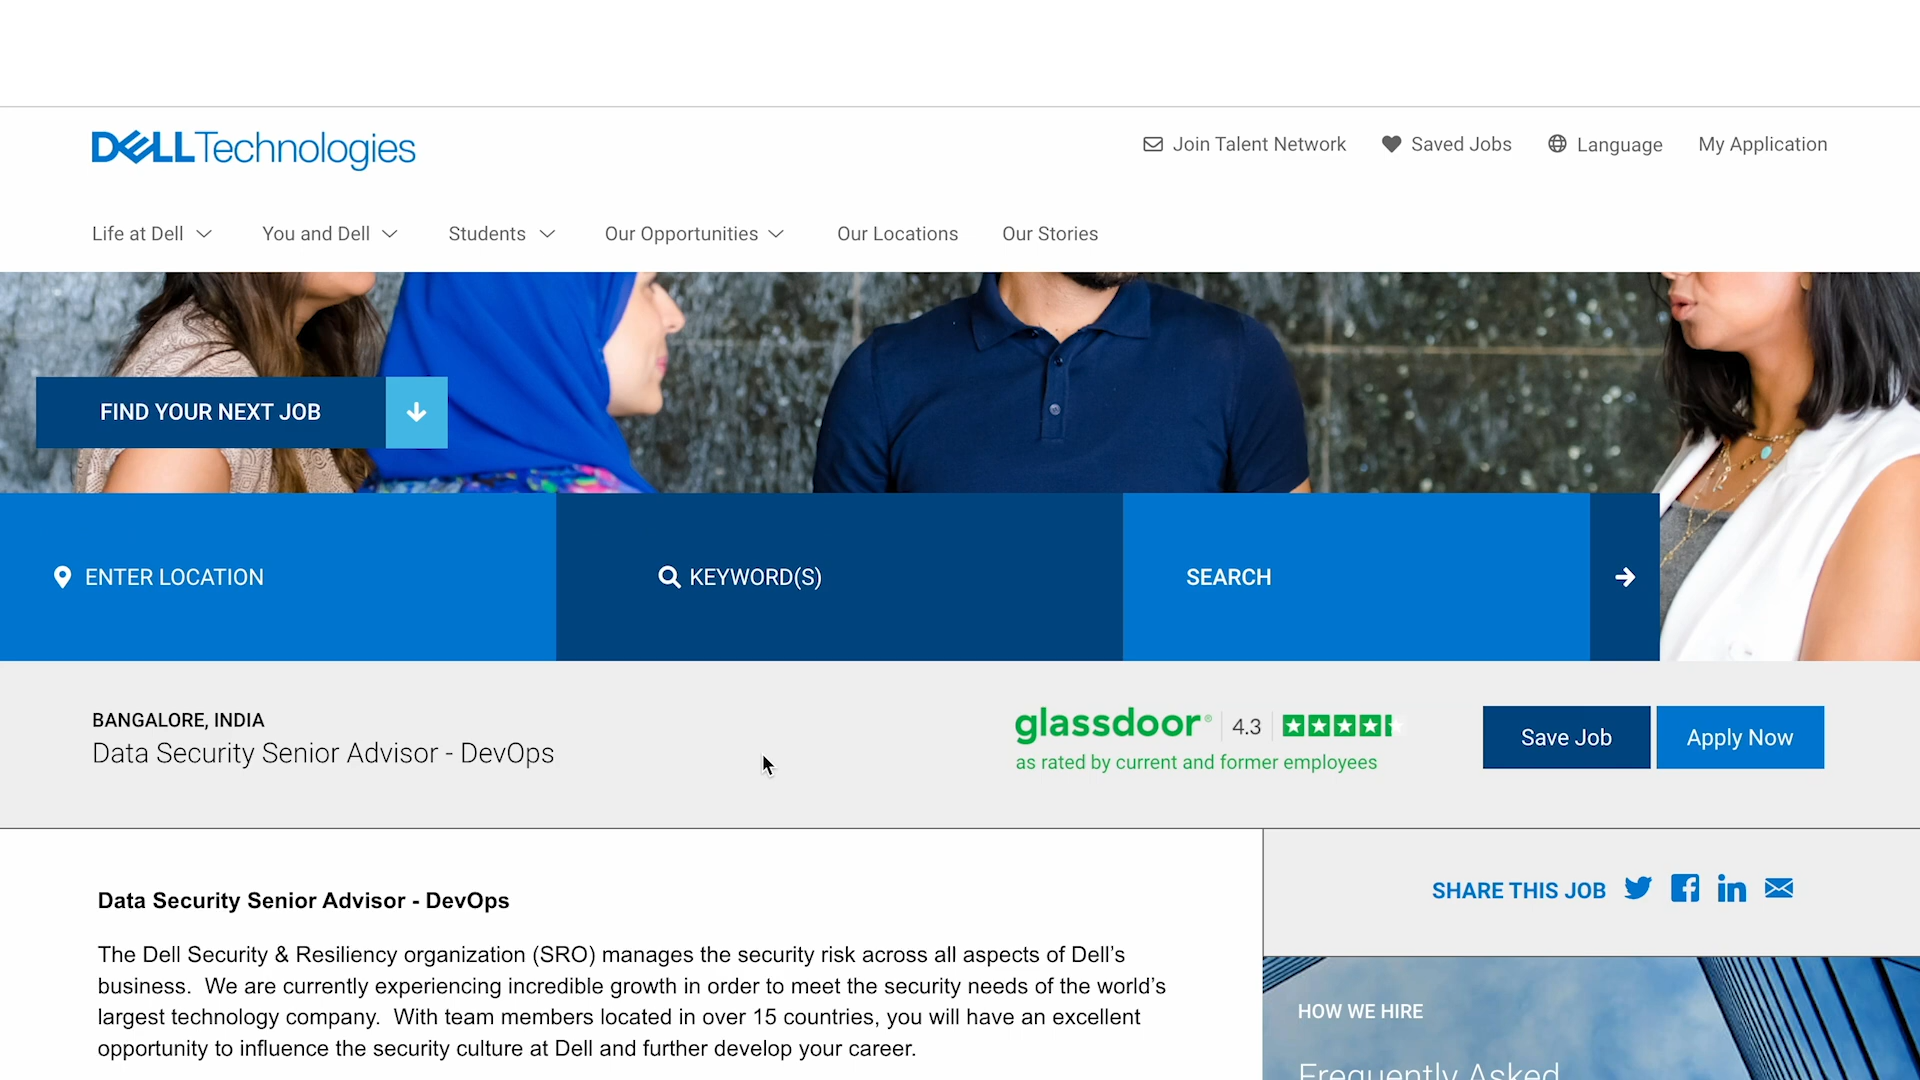 DELL Technologies
Join Talent Network
Saved Jobs
Language
My Application
Life at Dell
You and Dell
Students
Our Opportunities
Our Locations
Our Stories
FIND YOUR NEXT JOB
ENTER LOCATION
KEYWORD(S)
SEARCH
BANGALORE, INDIA
Data Security Senior Advisor - DevOps
glassdoor® 4.3
as rated by current and former employees
Save Job
Apply Now
Data Security Senior Advisor - DevOps
The Dell Security & Resiliency organization (SRO) manages the security risk across all aspects of Dell’s
business.  We are currently experiencing incredible growth in order to meet the security needs of the world’s
largest technology company.  With team members located in over 15 countries, you will have an excellent
opportunity to influence the security culture at Dell and further develop your career.
SHARE THIS JOB
HOW WE HIRE
Frequently Asked